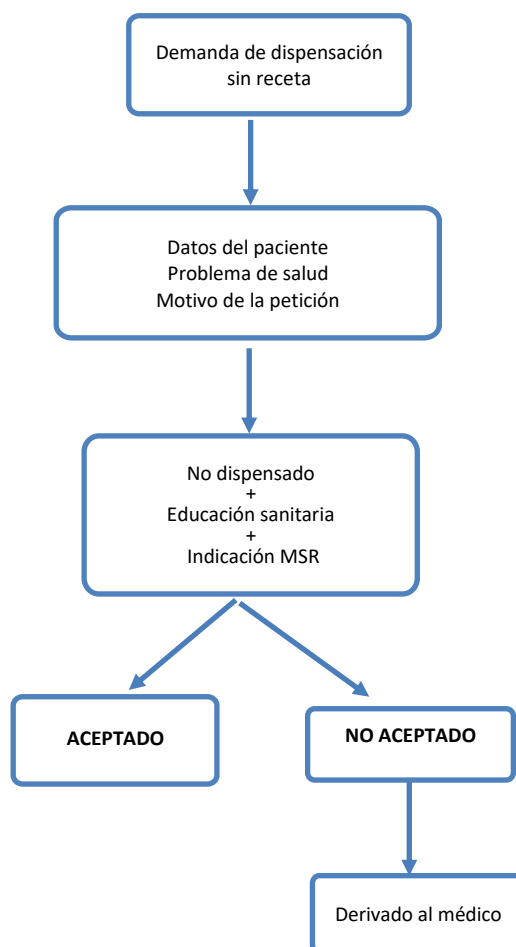 Demanda de dispensación
sin receta
Datos del paciente
Problema de salud
Motivo de la petición
No dispensado
+
Educación sanitaria
+
Indicación MSR
ACEPTADO
NO ACEPTADO
Derivado al médico